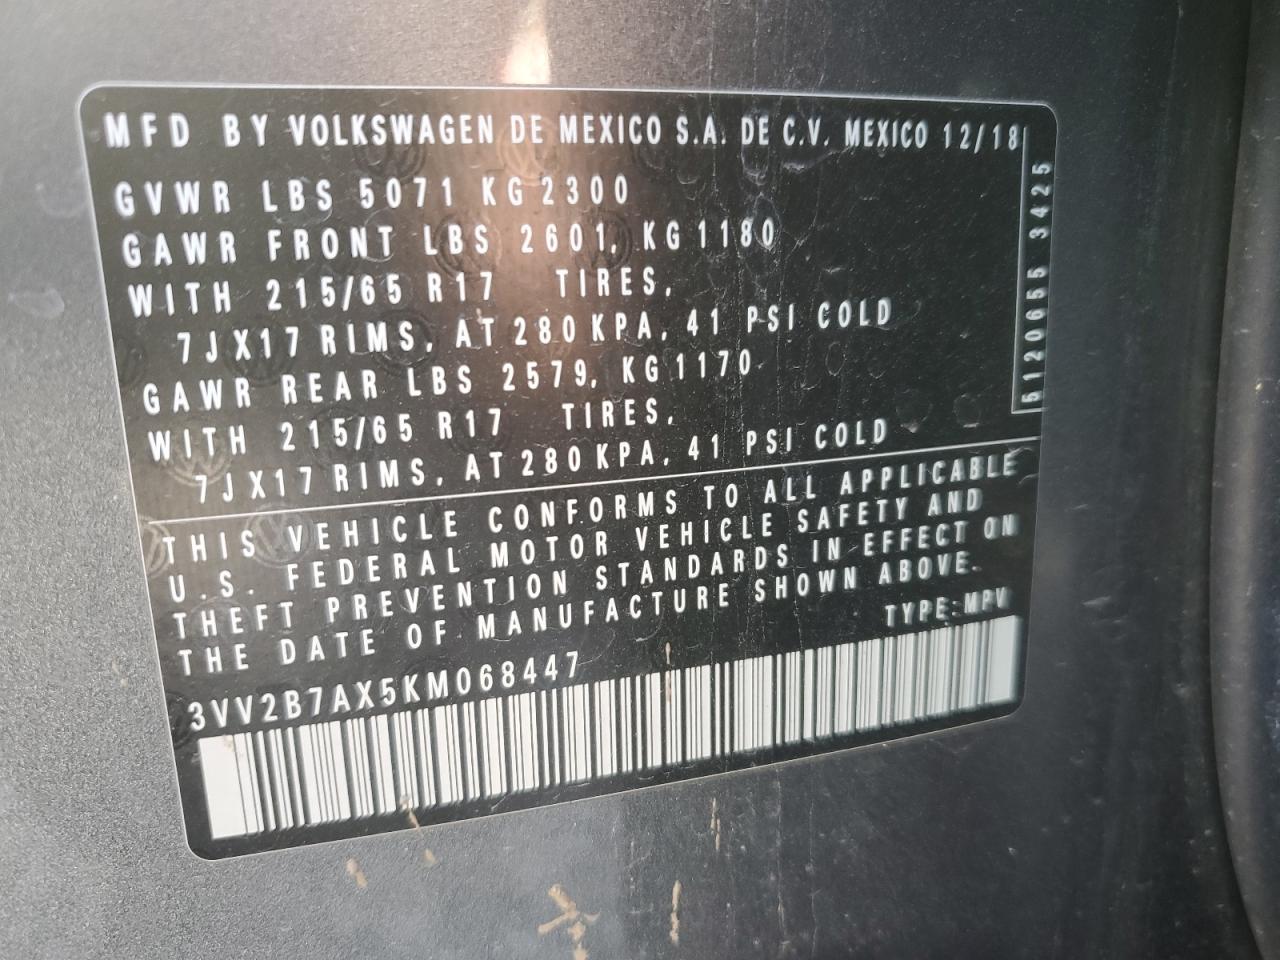 MFD BY VOLKSWAGEN DE MEXICO S.A. DE C.V. MEXICO 12/18
GVWR LBS 5071 KG 2300
GAWR FRONT LBS 2601, KG 1180
WITH 215/65 R17 TIRES,
7JX17 RIMS, AT 280 KPA, 41 PSI COLD
GAWR REAR LBS 2579, KG 1170
WITH 215/65 R17 TIRES,
7JX17 RIMS, AT 280 KPA, 41 PSI COLD
5120655 3425
THIS VEHICLE CONFORMS TO ALL APPLICABLE
U.S. FEDERAL MOTOR VEHICLE SAFETY AND
THEFT PREVENTION STANDARDS IN EFFECT ON
THE DATE OF MANUFACTURE SHOWN ABOVE.
TYPE:MPV
3VV2B7AX5KM068447